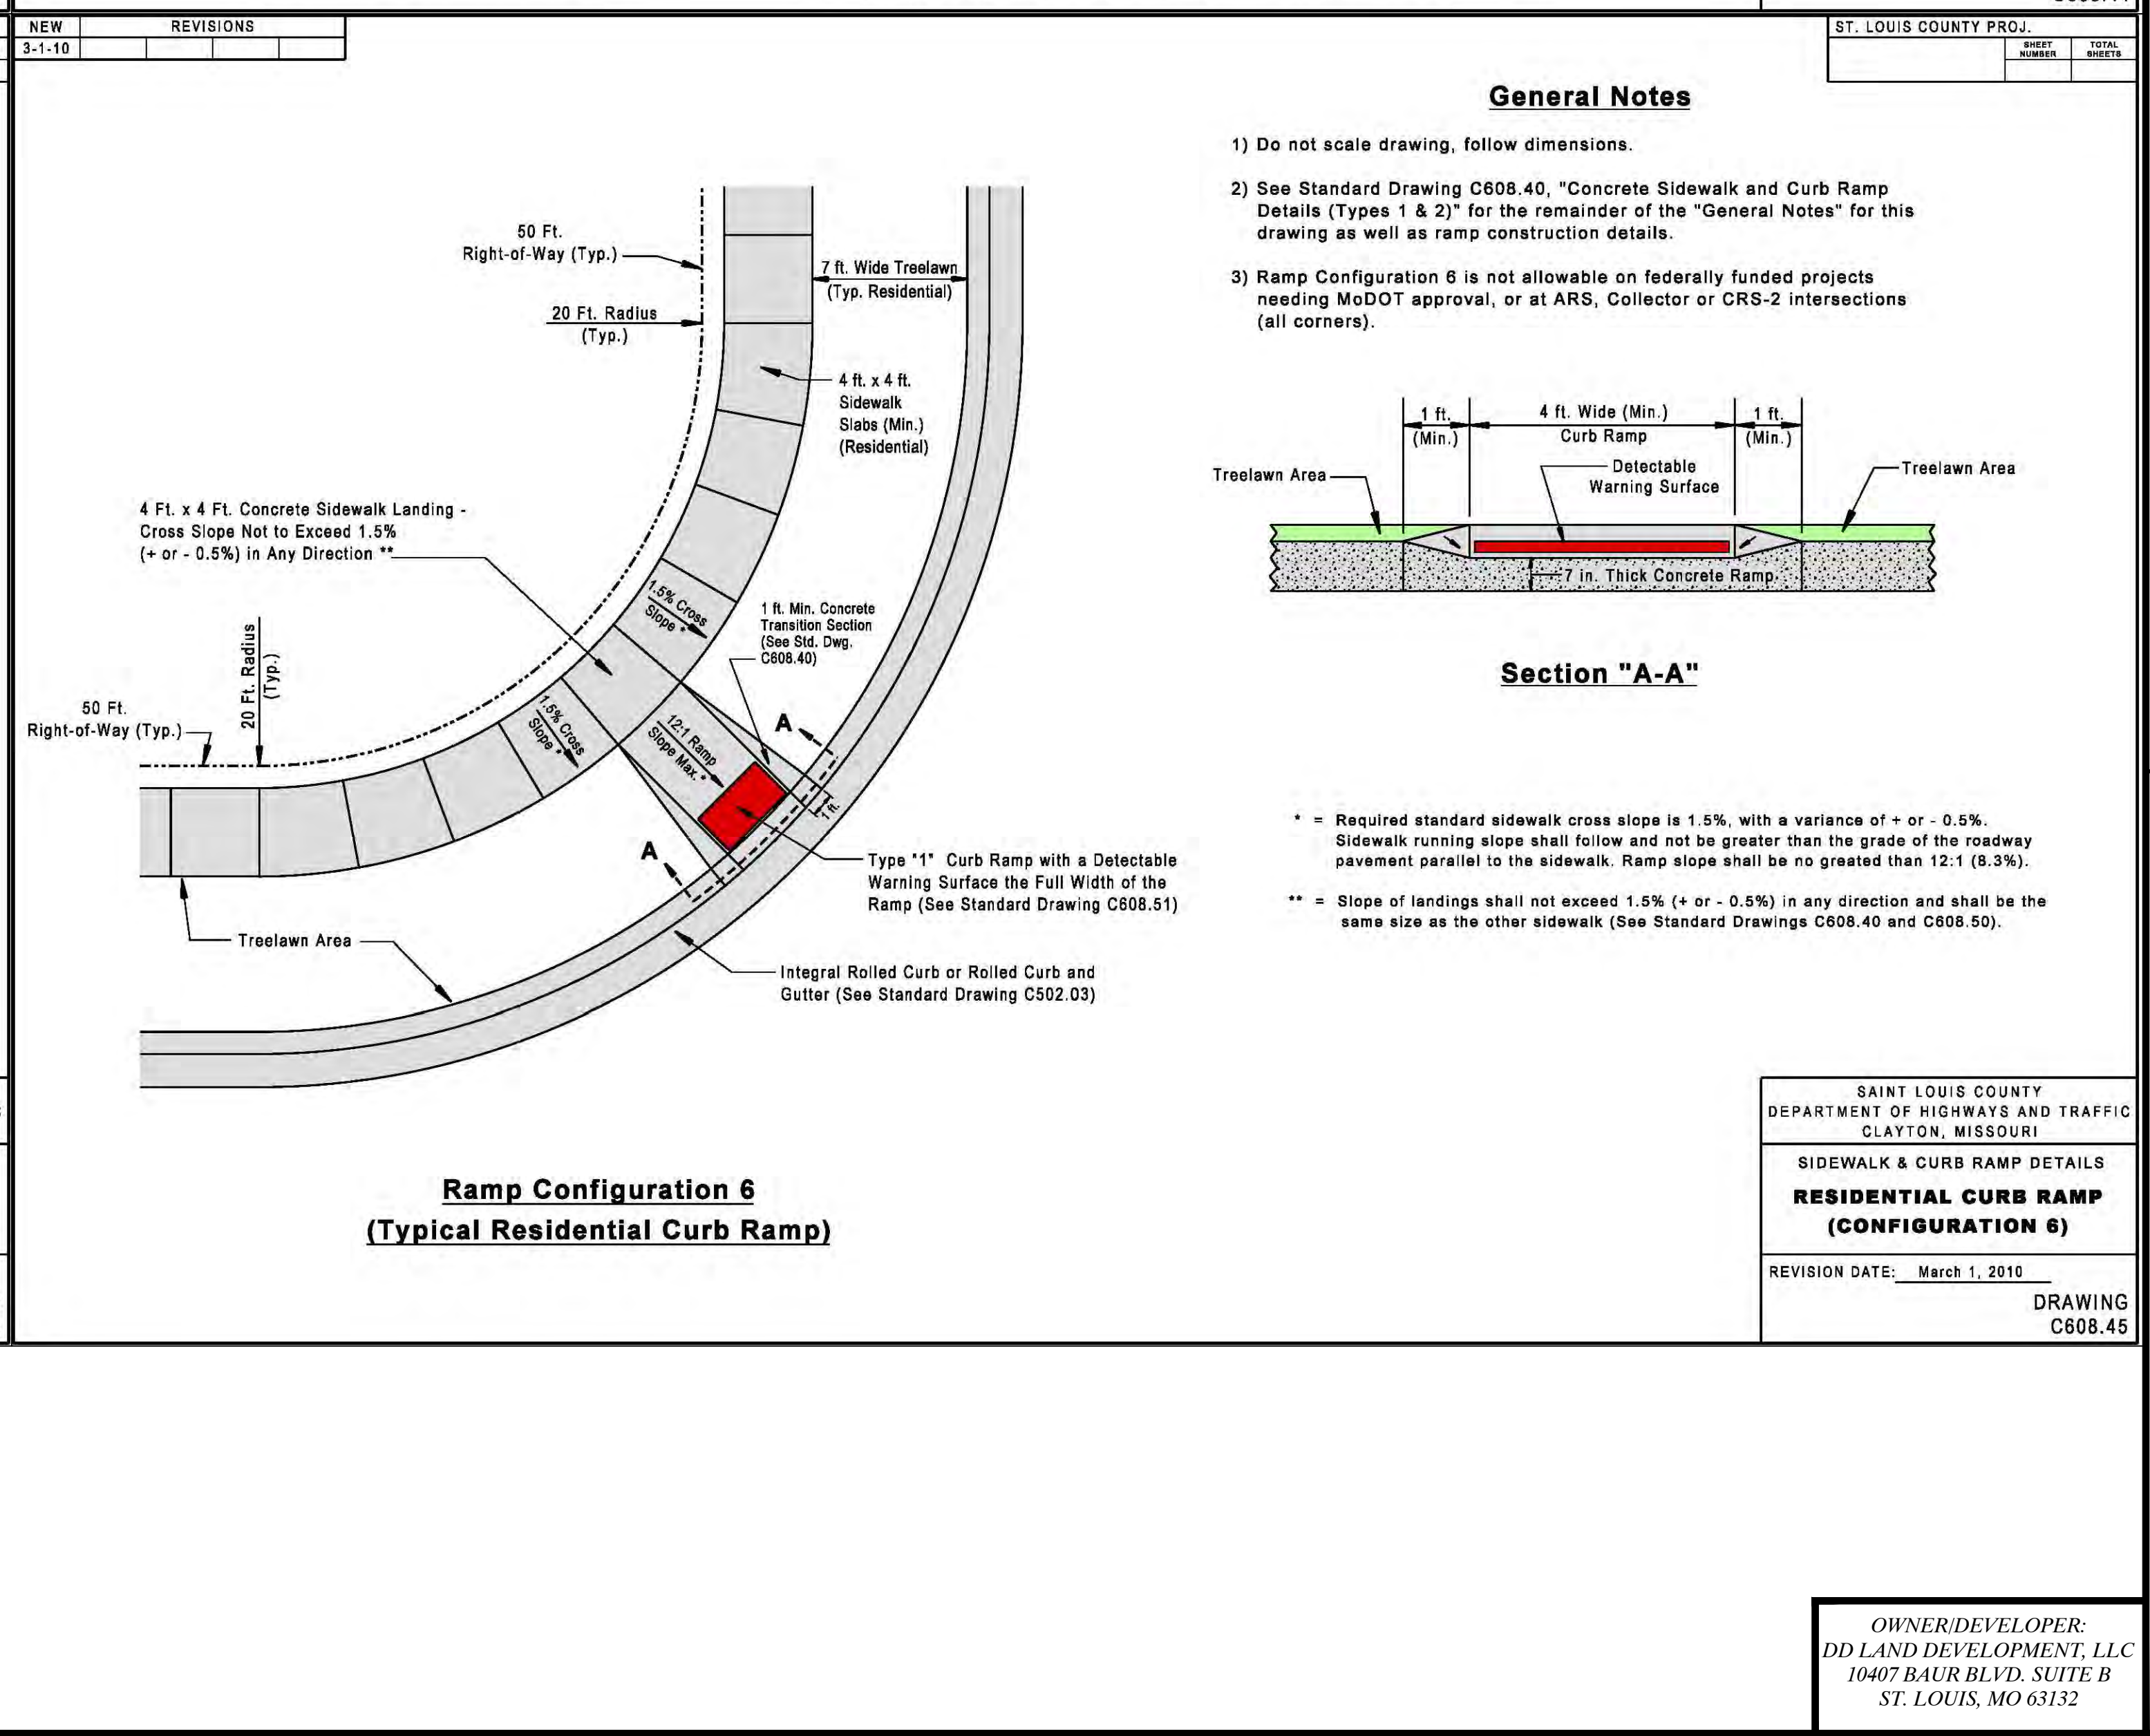 NEW
REVISIONS
3-1-10
ST. LOUIS COUNTY PROJ.
SHEET
NUMBER
TOTAL
SHEETS
General Notes
1) Do not scale drawing, follow dimensions.
2) See Standard Drawing C608.40, "Concrete Sidewalk and Curb Ramp
Details (Types 1 & 2)" for the remainder of the "General Notes" for this
drawing as well as ramp construction details.
3) Ramp Configuration 6 is not allowable on federally funded projects
needing MoDOT approval, or at ARS, Collector or CRS-2 intersections
(all corners).
50 Ft.
Right-of-Way (Typ.)
20 Ft. Radius
(Typ.)
7 ft. Wide Treelawn
(Typ. Residential)
4 ft. x 4 ft.
Sidewalk
Slabs (Min.)
(Residential)
4 Ft. x 4 Ft. Concrete Sidewalk Landing -
Cross Slope Not to Exceed 1.5%
(+ or - 0.5%) in Any Direction **
1.5% Cross
Slope *
1 ft. Min. Concrete
Transition Section
(See Std. Dwg.
C608.40)
20 Ft. Radius
(Typ.)
50 Ft.
Right-of-Way (Typ.)
1.5% Cross
Slope *
12:1 Ramp
Slope Max. *
A
1 ft.
A
Type "1" Curb Ramp with a Detectable
Warning Surface the Full Width of the
Ramp (See Standard Drawing C608.51)
Treelawn Area
Integral Rolled Curb or Rolled Curb and
Gutter (See Standard Drawing C502.03)
Ramp Configuration 6
(Typical Residential Curb Ramp)
1 ft.
(Min.)
4 ft. Wide (Min.)
Curb Ramp
1 ft.
(Min.)
Treelawn Area
Detectable
Warning Surface
Treelawn Area
7 in. Thick Concrete Ramp
Section "A-A"
* = Required standard sidewalk cross slope is 1.5%, with a variance of + or - 0.5%.
Sidewalk running slope shall follow and not be greater than the grade of the roadway
pavement parallel to the sidewalk. Ramp slope shall be no greated than 12:1 (8.3%).
** = Slope of landings shall not exceed 1.5% (+ or - 0.5%) in any direction and shall be the
same size as the other sidewalk (See Standard Drawings C608.40 and C608.50).
SAINT LOUIS COUNTY
DEPARTMENT OF HIGHWAYS AND TRAFFIC
CLAYTON, MISSOURI
SIDEWALK & CURB RAMP DETAILS
RESIDENTIAL CURB RAMP
(CONFIGURATION 6)
REVISION DATE: March 1, 2010
DRAWING
C608.45
OWNER/DEVELOPER:
DD LAND DEVELOPMENT, LLC
10407 BAUR BLVD. SUITE B
ST. LOUIS, MO 63132